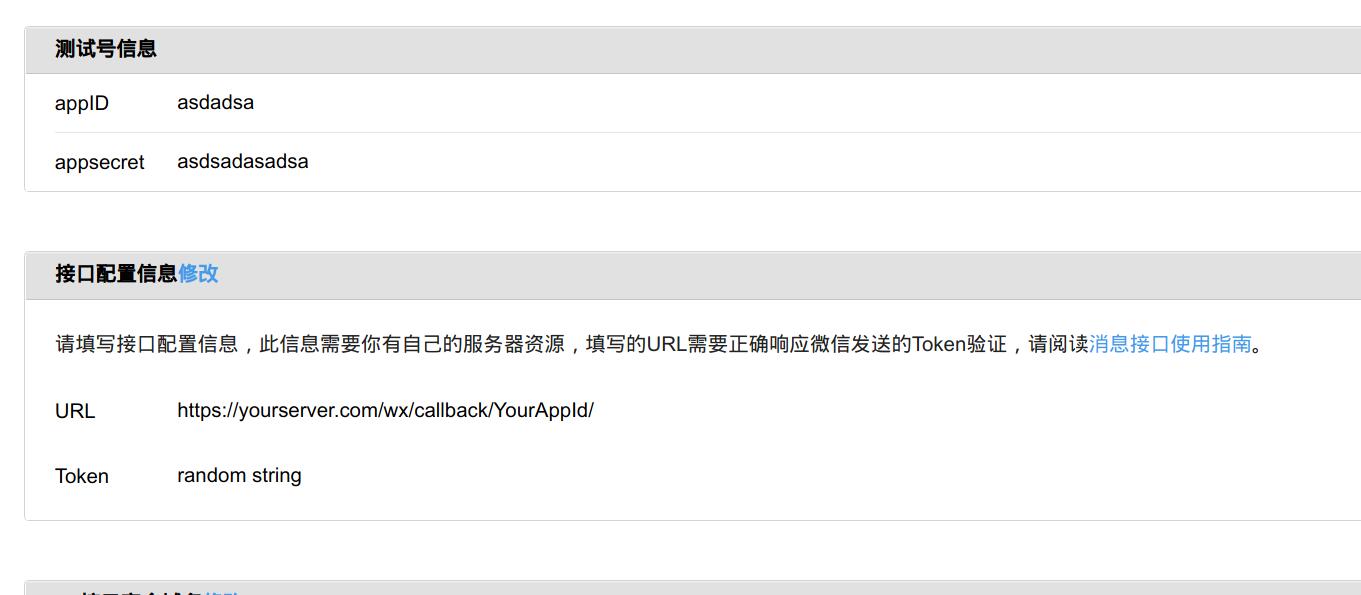 测试号信息
appID asdadsa
appsecret asdsadasadsa
接口配置信息修改
请填写接口配置信息，此信息需要你有自己的服务器资源，填写的URL需要正确响应微信发送的Token验证，请阅读消息接口使用指南。
URL https://yourserver.com/wx/callback/YourAppId/
Token random string